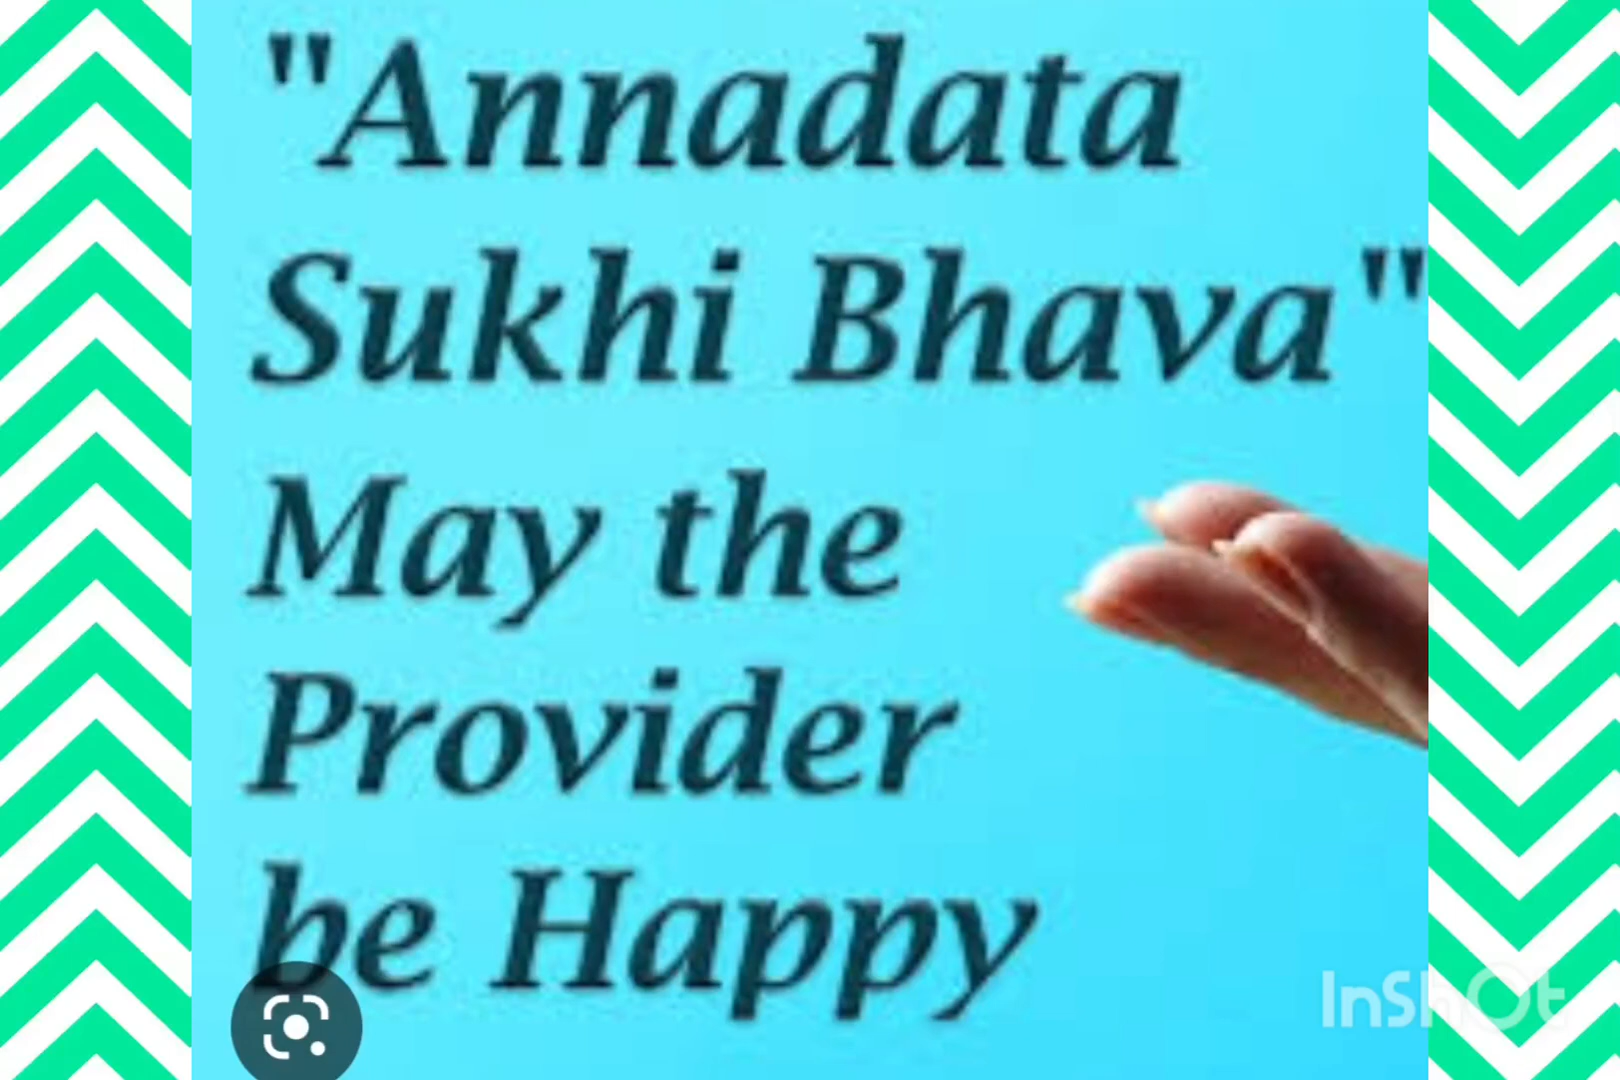 "Annadata
Sukhi Bhava"
May the
Provider
be Happy
InShOt